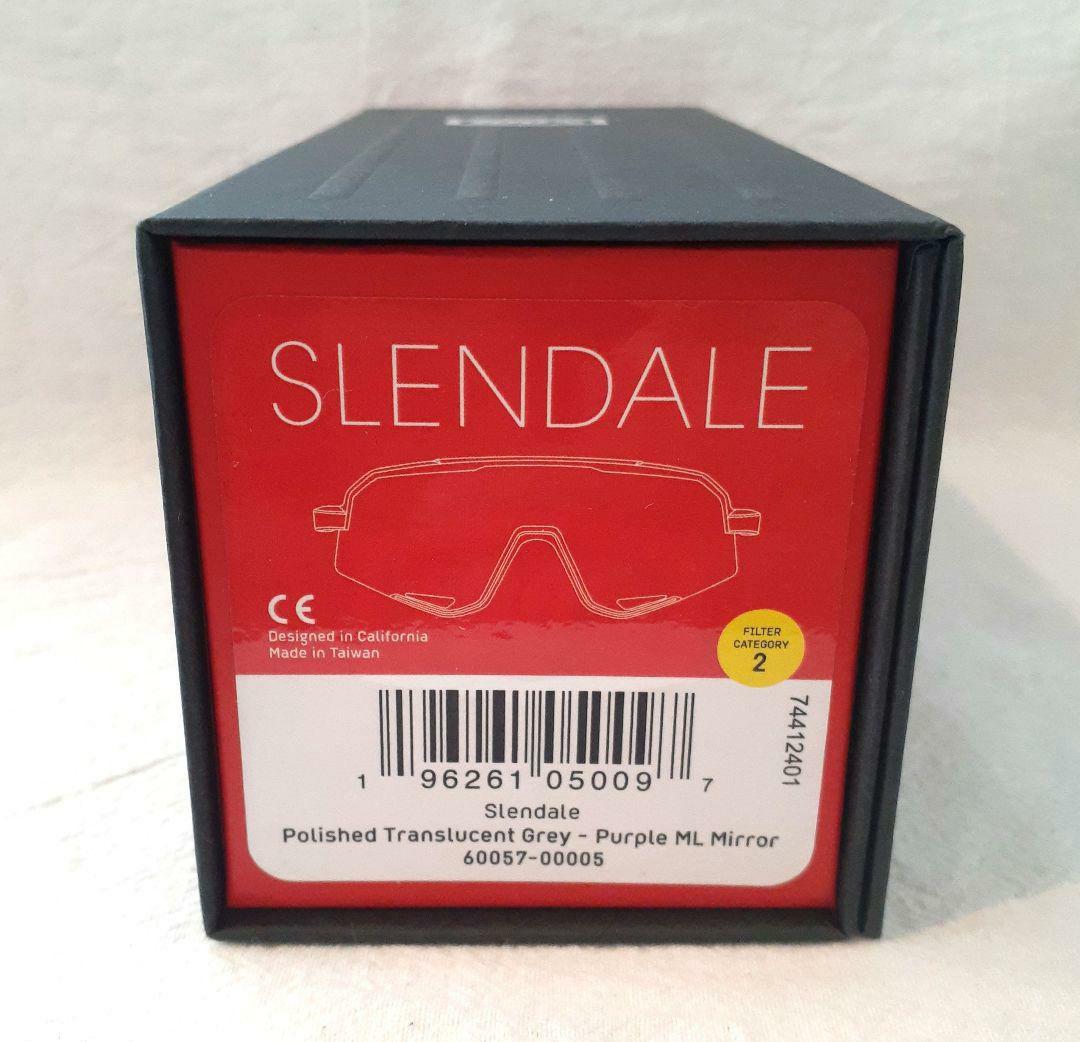 SLENDALE
CE
Designed in California
Made in Taiwan
FILTER
CATEGORY
2
74412401
1 96261 05009 7
Slendale
Polished Translucent Grey - Purple ML Mirror
60057-00005